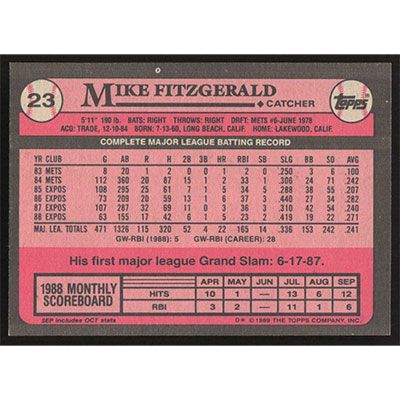 23
MIKE FITZGERALD
CATCHER
TOPPS®
5'11" 190 lb. BATS: RIGHT THROWS: RIGHT DRFT: METS #6-JUNE 1978
ACQ: TRADE, 12-10-84 BORN: 7-13-60, LONG BEACH, CALIF. HOME: LAKEWOOD, CALIF.
COMPLETE MAJOR LEAGUE BATTING RECORD
YR CLUB G AB R H 2B 3B HR RBI SB SLG BB SO AVG
83 METS 8 20 1 2 0 0 1 2 0 .250 3 6 .100
84 METS 112 360 20 87 15 1 2 33 1 .306 24 71 .242
85 EXPOS 108 295 25 61 7 1 5 34 5 .288 38 55 .207
86 EXPOS 73 209 20 59 13 1 6 37 3 .440 27 34 .282
87 EXPOS 107 287 32 69 11 0 3 36 3 .310 42 54 .240
88 EXPOS 63 155 17 42 6 1 5 23 2 .419 19 22 .271
MAJ. LEA. TOTALS 471 1326 115 320 52 4 22 165 14 .336 153 242 .241
GW-RBI (1988): 5 GW-RBI (CAREER): 28
His first major league Grand Slam: 6-17-87.
1988 MONTHLY
SCOREBOARD
APR MAY JUN JUL AUG SEP
HITS 10 1 — 13 6 12
RBI 3 2 — 11 1 6
SEP includes OCT stats
D* © 1989 THE TOPPS COMPANY, INC.